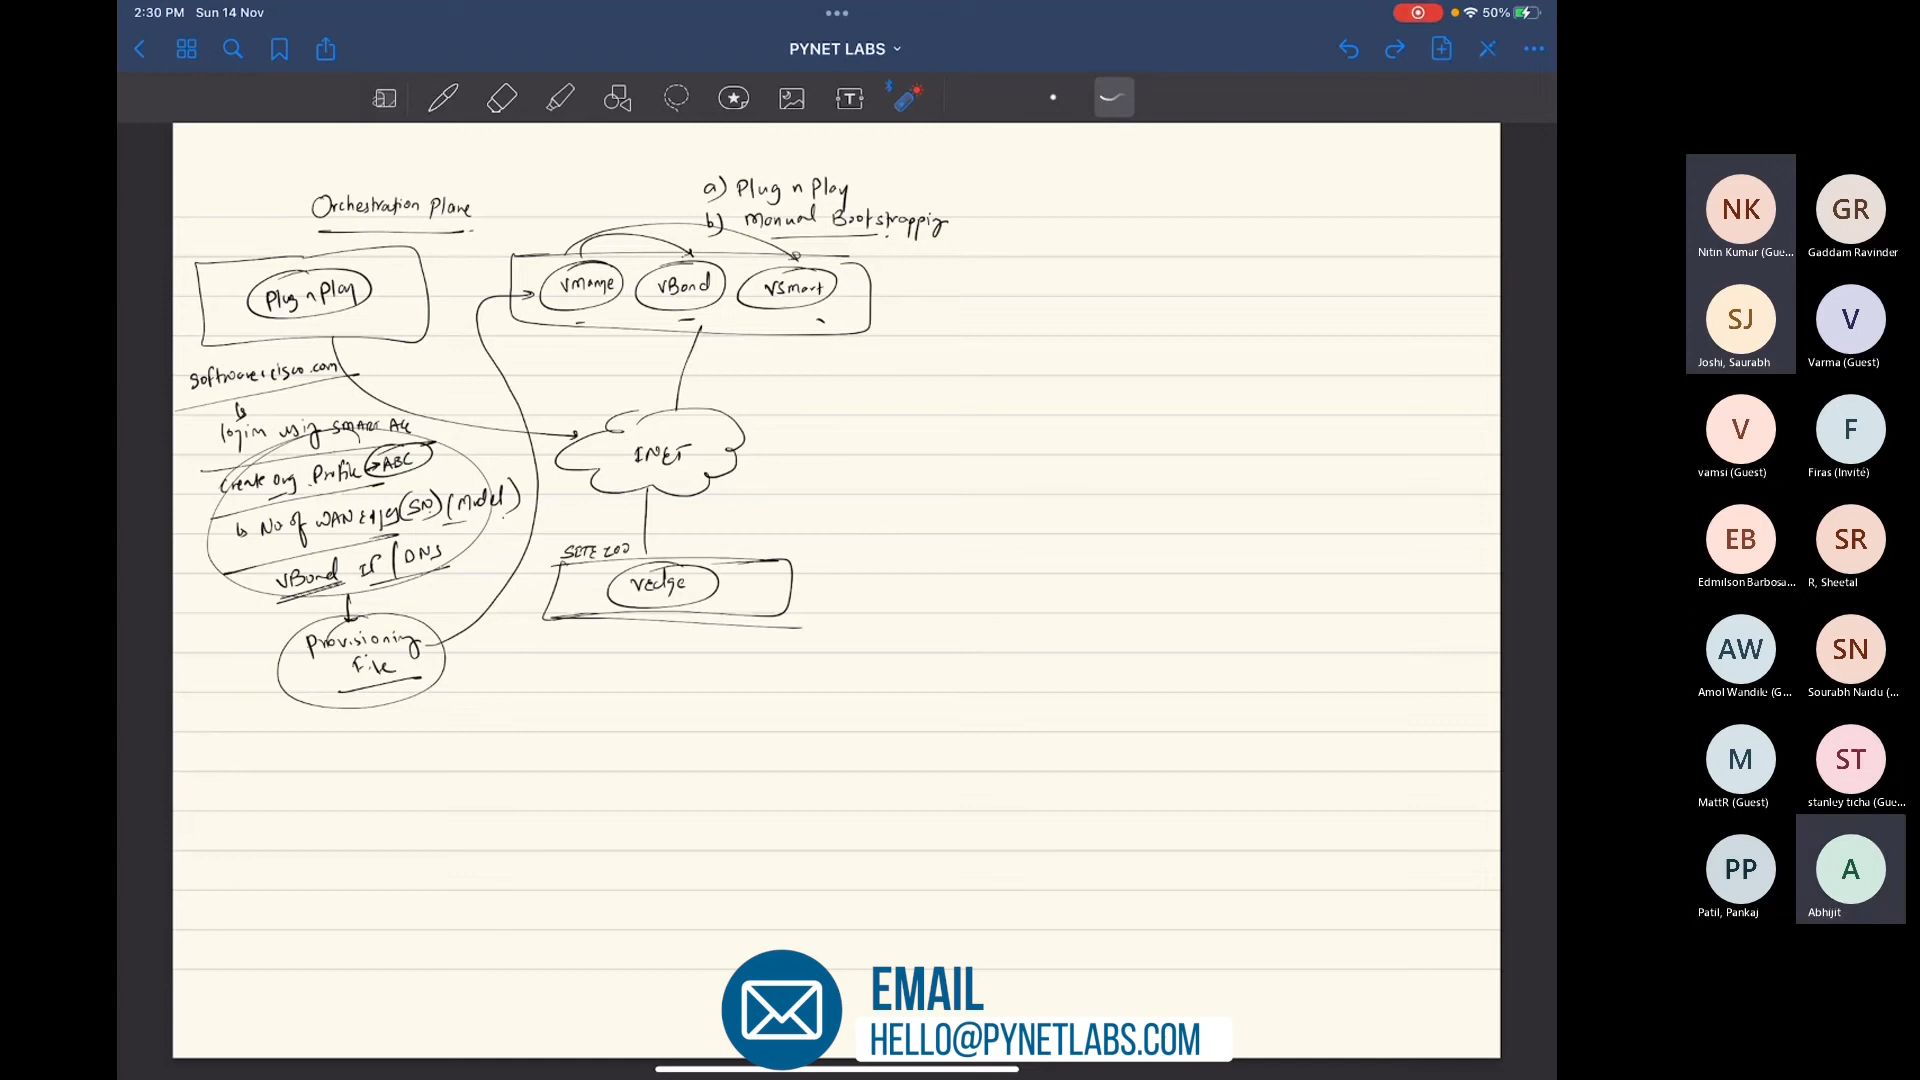 2:30 PM Sun 14 Nov
50%
PYNET LABS
a) Plug n Play
b) Manual Bootstrapping
Orchestration Plane
Plug n Play
vManage
vBond
vSmart
software.cisco.com
login using SMART Acc
Create org Profile → ABC
INET
No of WAN Edges (SN) (Model)
vBond IP / DNS
SITE 200
vEdge
Provisioning
File
NK
Nitin Kumar (Gue...
GR
Gaddam Ravinder
SJ
Joshi, Saurabh
V
Varma (Guest)
V
vamsi (Guest)
F
Firas (Invité)
EB
Edmilson Barbosa...
SR
R, Sheetal
AW
Amol Wandile (G...
SN
Sourabh Naidu (...
M
MattR (Guest)
ST
stanley ticha (Gue...
PP
Patil, Pankaj
A
Abhijit
EMAIL
HELLO@PYNETLABS.COM